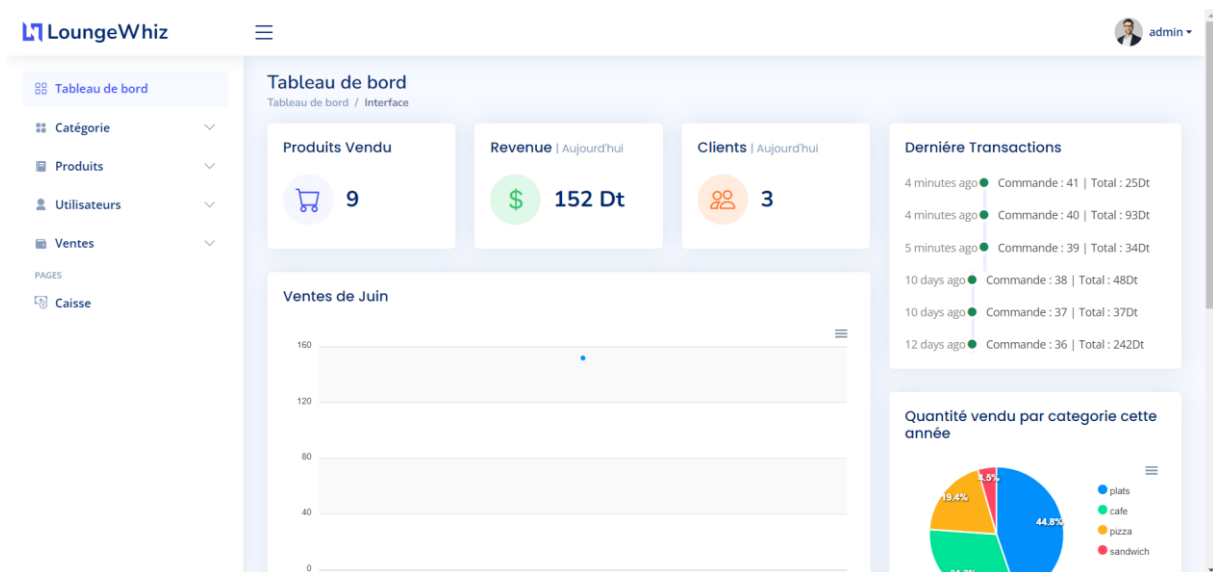 LoungeWhiz
admin
Tableau de bord
Catégorie
Produits
Utilisateurs
Ventes
PAGES
Caisse
Tableau de bord
Tableau de bord / Interface
Produits Vendu
9
Revenue | Aujourd'hui
$ 152 Dt
Clients | Aujourd'hui
3
Derniére Transactions
4 minutes ago Commande : 41 | Total : 25Dt
4 minutes ago Commande : 40 | Total : 93Dt
5 minutes ago Commande : 39 | Total : 34Dt
10 days ago Commande : 38 | Total : 48Dt
10 days ago Commande : 37 | Total : 37Dt
12 days ago Commande : 36 | Total : 242Dt
Ventes de Juin
160
120
80
40
0
Quantité vendu par categorie cette
année
4.5%
19.4%
44.8%
plats
cafe
pizza
sandwich